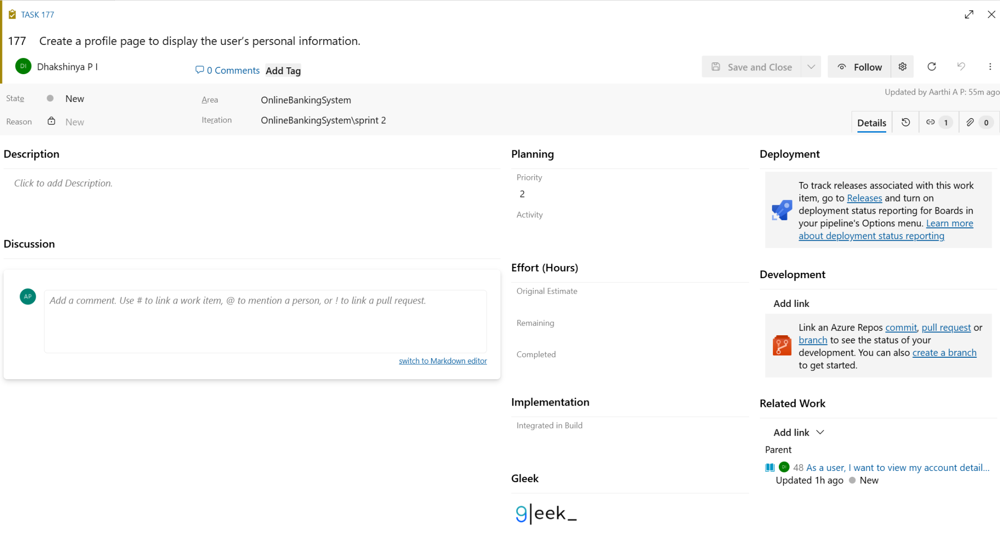 TASK 177
177 Create a profile page to display the user’s personal information.
DI Dhakshinya P I
0 Comments Add Tag
Save and Close
Follow
State New
Area OnlineBankingSystem
Updated by Aarthi A P: 55m ago
Reason New
Iteration OnlineBankingSystem\sprint 2
Details 1 0
Description
Click to add Description.
Discussion
AP
Add a comment. Use # to link a work item, @ to mention a person, or ! to link a pull request.
switch to Markdown editor
Planning
Priority
2
Activity
Effort (Hours)
Original Estimate
Remaining
Completed
Implementation
Integrated in Build
Gleek
gleek_
Deployment
To track releases associated with this work
item, go to Releases and turn on
deployment status reporting for Boards in
your pipeline's Options menu. Learn more
about deployment status reporting
Development
Add link
Link an Azure Repos commit, pull request or
branch to see the status of your
development. You can also create a branch
to get started.
Related Work
Add link
Parent
DI 48 As a user, I want to view my account detail...
Updated 1h ago New